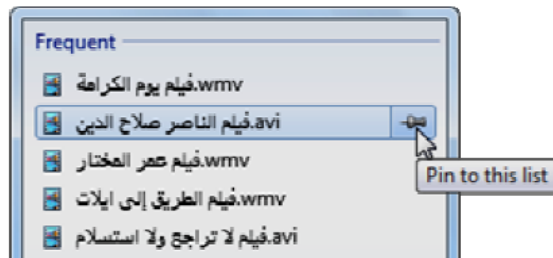 Frequent
فيلم يوم الكرامة.wmv
فيلم الناصر صلاح الدين.avi
فيلم عمر المختار.wmv
فيلم الطريق إلى ايلات.wmv
فيلم لا تراجع ولا استسلام.avi
Pin to this list